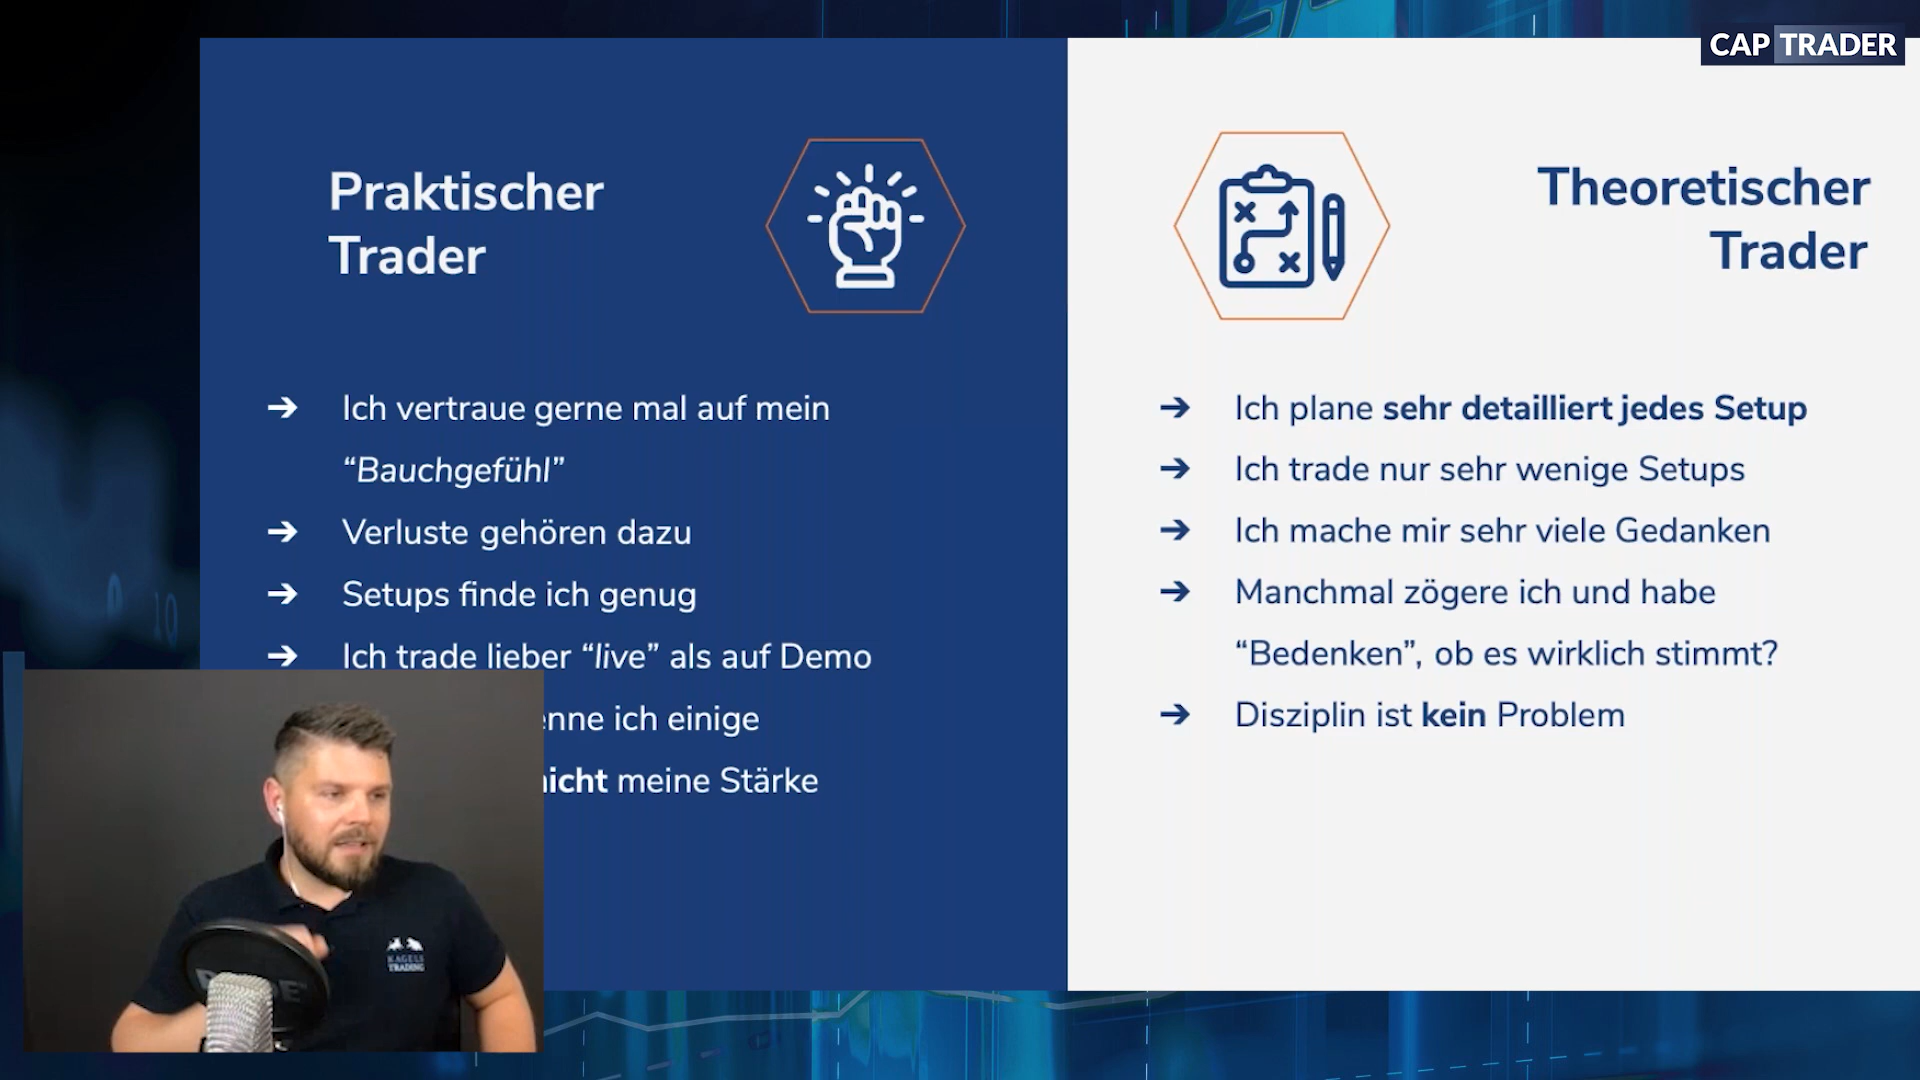 CAP TRADER
Praktischer
Trader
➔ Ich vertraue gerne mal auf mein
“Bauchgefühl”
➔ Verluste gehören dazu
➔ Setups finde ich genug
➔ Ich trade lieber “live” als auf Demo
ich einige
meine Stärke
Theoretischer
Trader
➔ Ich plane sehr detailliert jedes Setup
➔ Ich trade nur sehr wenige Setups
➔ Ich mache mir sehr viele Gedanken
➔ Manchmal zögere ich und habe
“Bedenken”, ob es wirklich stimmt?
➔ Disziplin ist kein Problem
KAGELS
TRADING